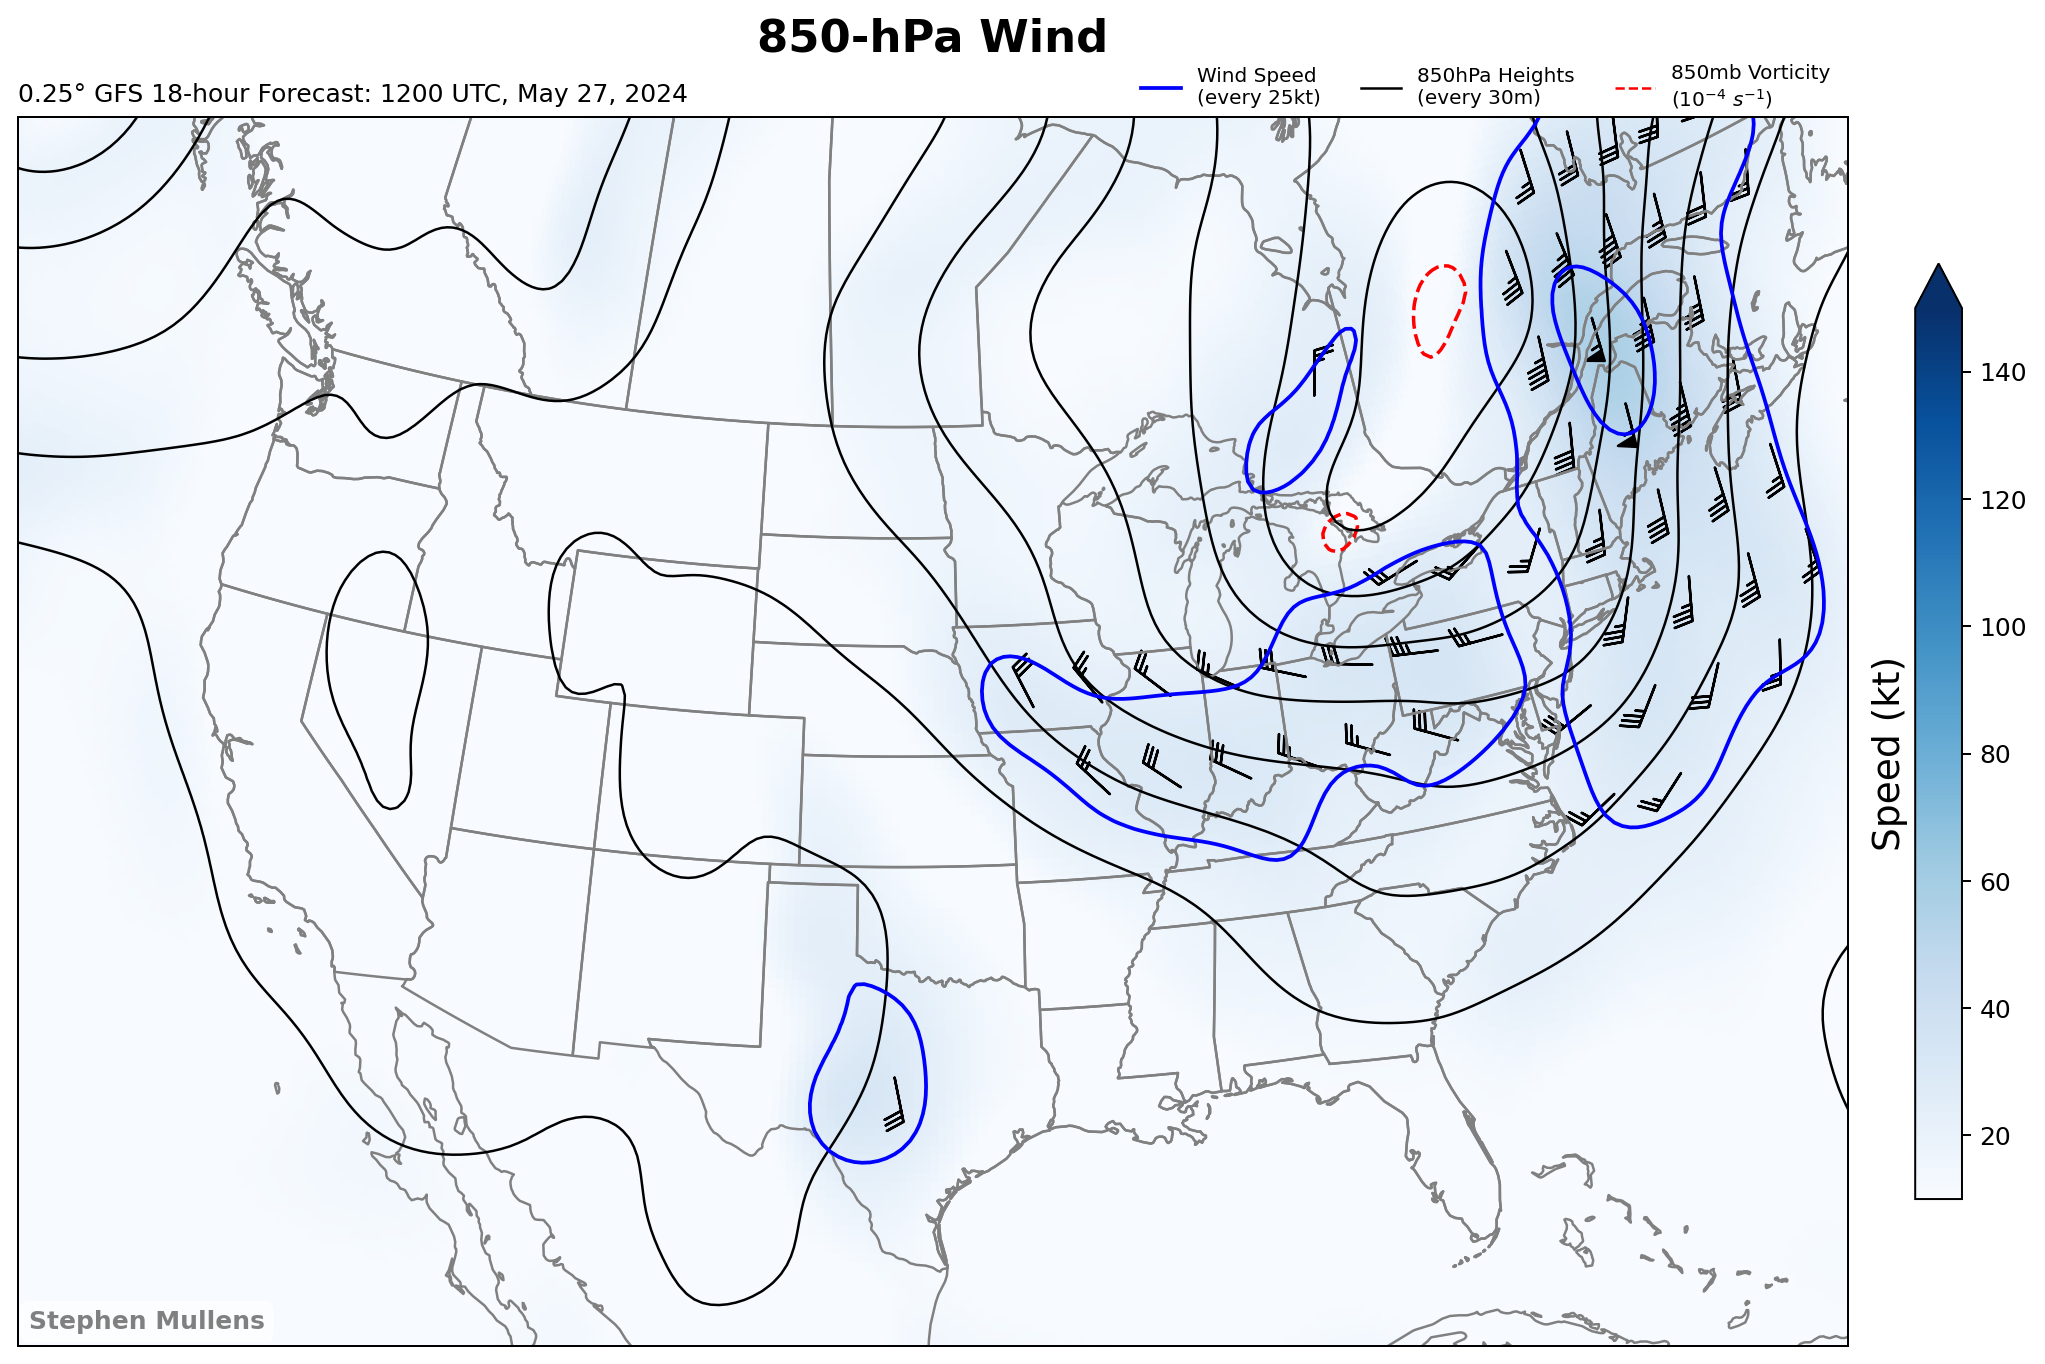 850-hPa Wind
0.25° GFS 18-hour Forecast: 1200 UTC, May 27, 2024
Wind Speed
(every 25kt)
850hPa Heights
(every 30m)
850mb Vorticity
(10⁻⁴ s⁻¹)
140
120
100
80
60
40
20
Speed (kt)
Stephen Mullens